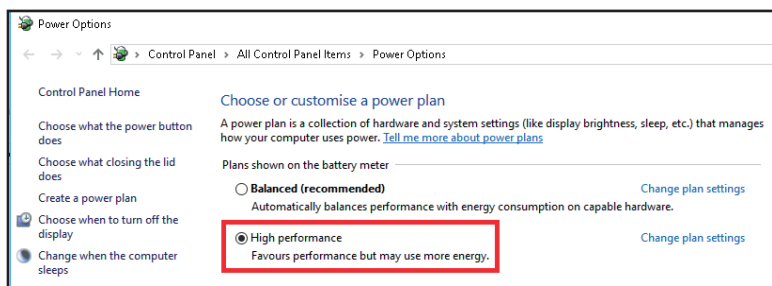 Power Options
Control Panel > All Control Panel Items > Power Options
Control Panel Home
Choose what the power button
does
Choose what closing the lid
does
Create a power plan
Choose when to turn off the
display
Change when the computer
sleeps
Choose or customise a power plan
A power plan is a collection of hardware and system settings (like display brightness, sleep, etc.) that manages
how your computer uses power. Tell me more about power plans
Plans shown on the battery meter
Balanced (recommended) Change plan settings
Automatically balances performance with energy consumption on capable hardware.
High performance Change plan settings
Favours performance but may use more energy.